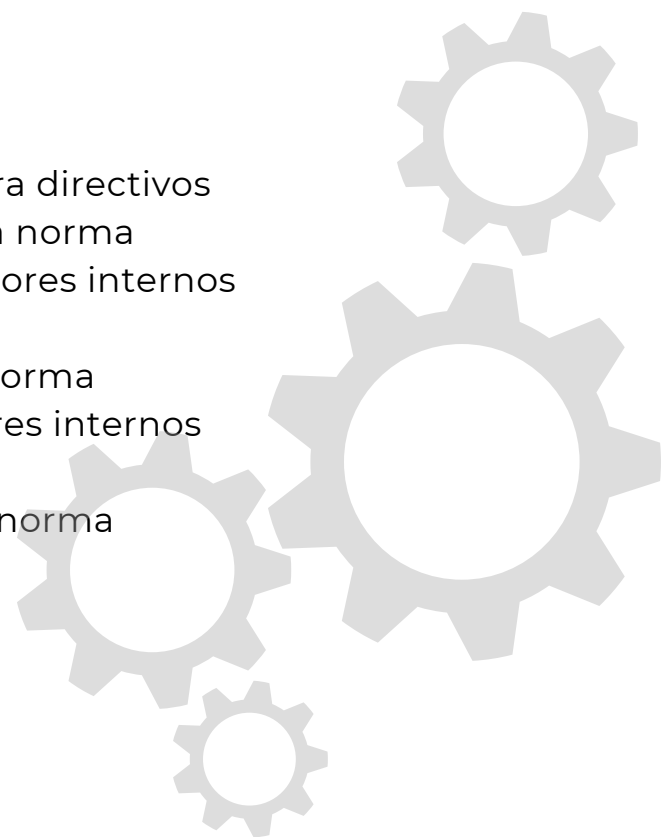 ra directivos
norma
ores internos
orma
res internos
norma